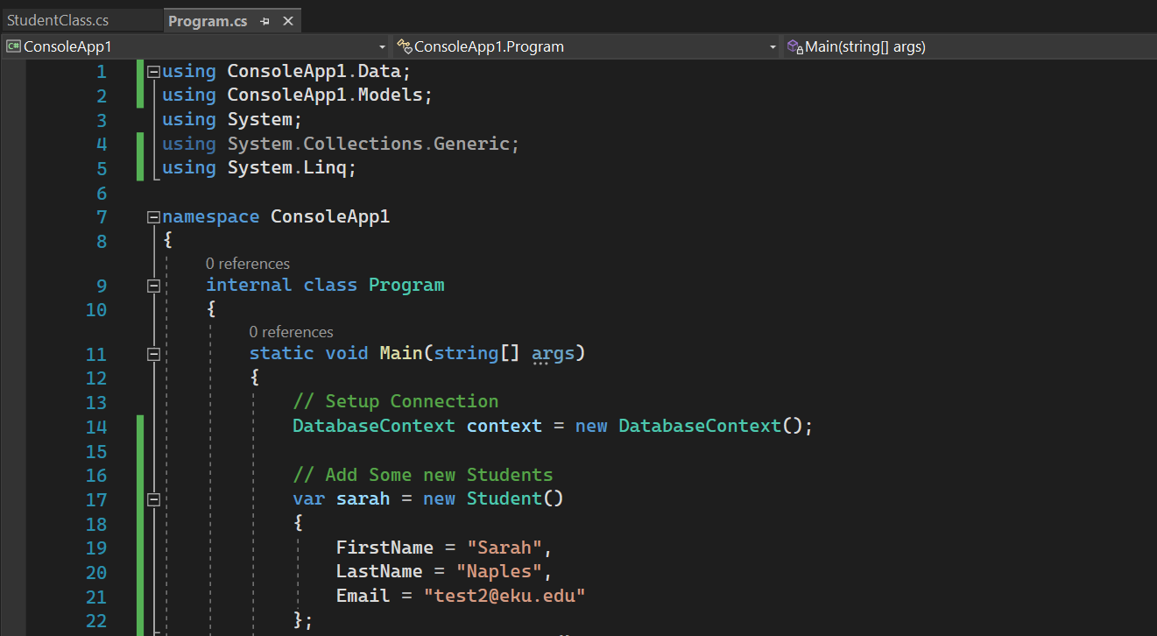 StudentClass.cs Program.cs
C# ConsoleApp1 ConsoleApp1.Program Main(string[] args)
1 using ConsoleApp1.Data;
2 using ConsoleApp1.Models;
3 using System;
4 using System.Collections.Generic;
5 using System.Linq;
6
7 namespace ConsoleApp1
8 {
0 references
9 internal class Program
10 {
0 references
11 static void Main(string[] args)
12 {
13 // Setup Connection
14 DatabaseContext context = new DatabaseContext();
15
16 // Add Some new Students
17 var sarah = new Student()
18 {
19 FirstName = "Sarah",
20 LastName = "Naples",
21 Email = "test2@eku.edu"
22 };